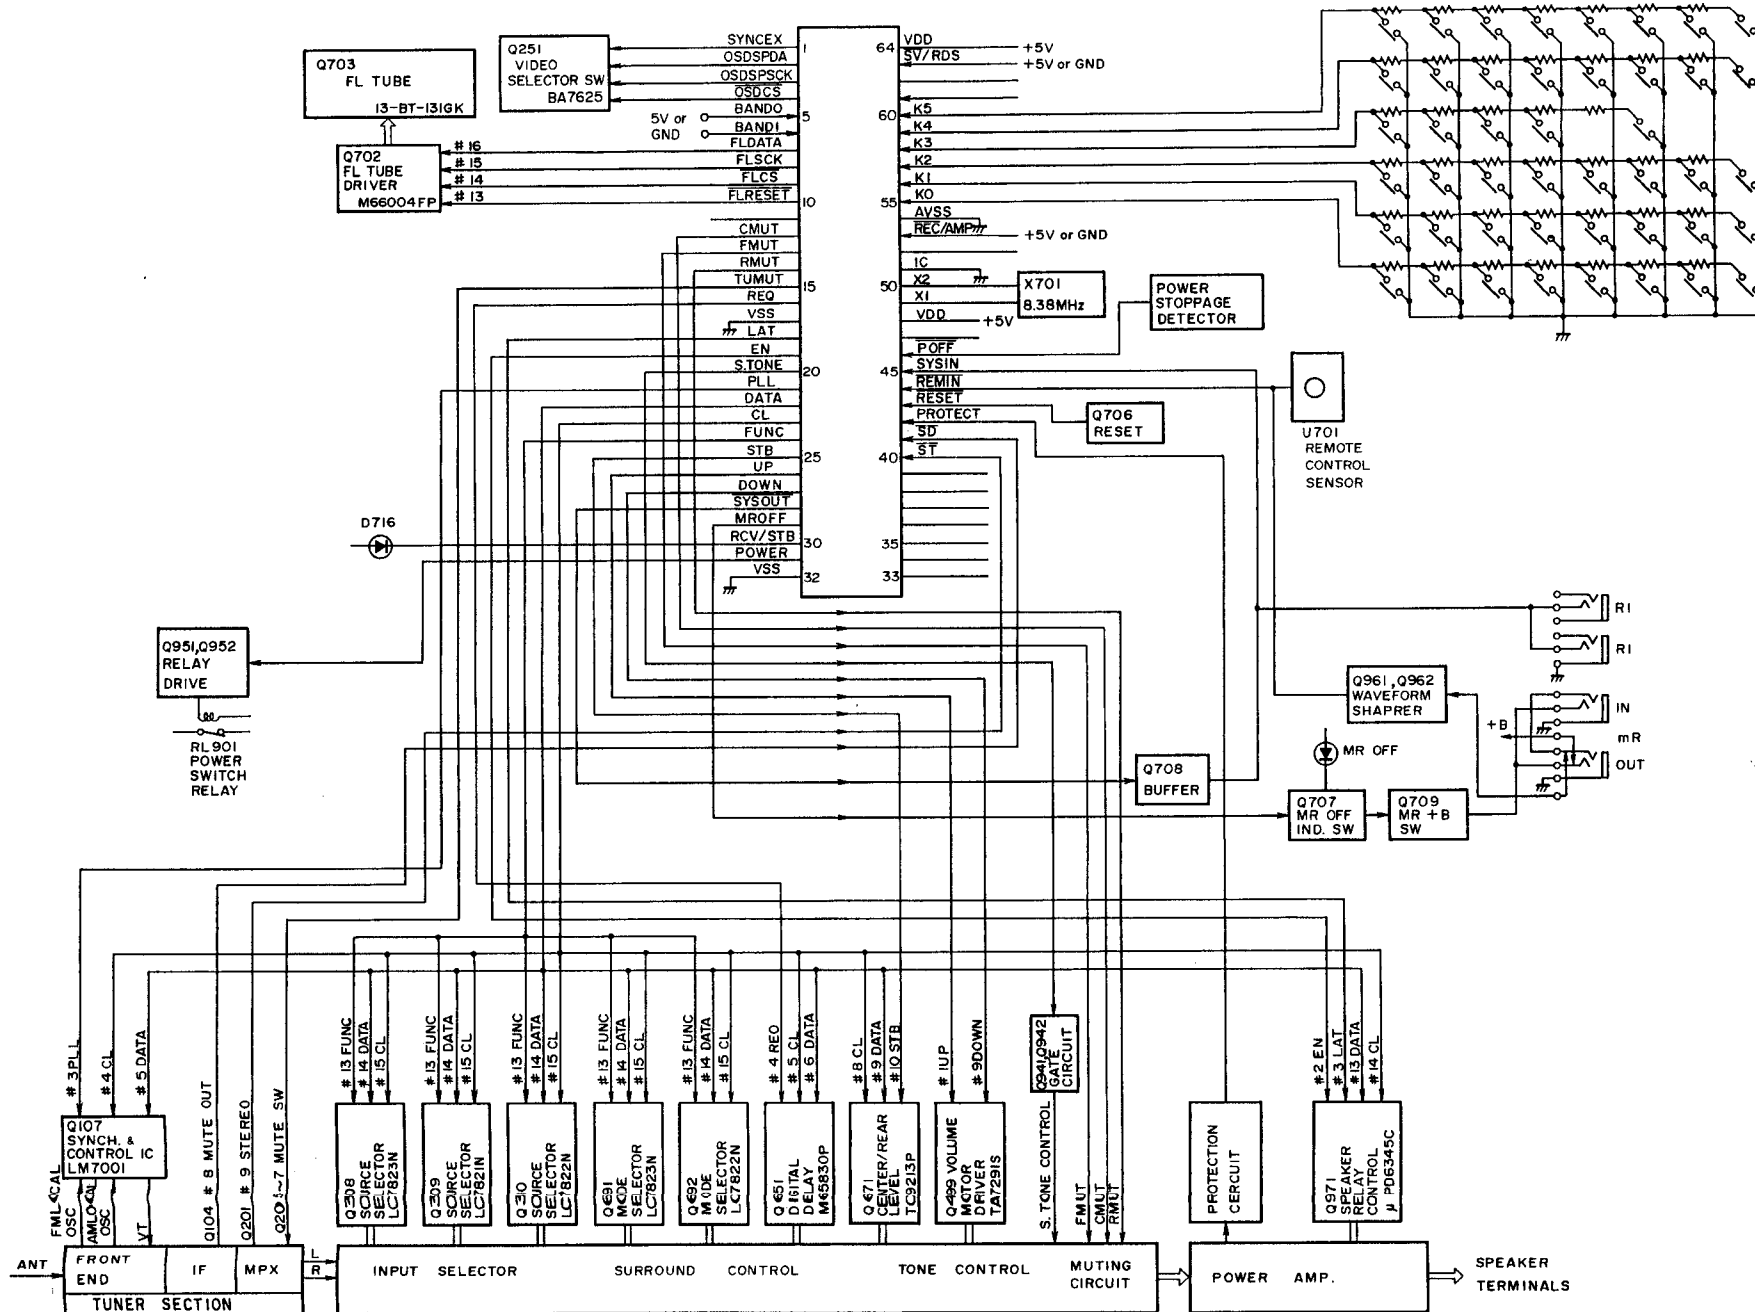 Q703
FL TUBE
13-BT-131GK
Q251
VIDEO
SELECTOR SW
BA7625
Q702
FL TUBE
DRIVER
M66004FP
# 16
# 15
# 14
# 13
5V or
GND
SYNCEX
OSDSPDA
OSDSPSCK
OSDCS
BAND0
BAND1
FLDATA
FLSCK
FLCS
FLRESET
CMUT
FMUT
RMUT
TUMUT
REQ
VSS
LAT
EN
S.TONE
PLL
DATA
CL
FUNC
STB
UP
DOWN
SYSOUT
MROFF
RCV/STB
POWER
VSS
1
5
10
15
20
25
30
32
64
60
55
50
45
40
35
33
VDD
SV/RDS
K5
K4
K3
K2
K1
K0
AVSS
REC/AMP
IC
X2
X1
VDD
POFF
SYSIN
REMIN
RESET
PROTECT
SD
ST
+5V
+5V or GND
+5V or GND
+5V
X701
8.38MHz
POWER
STOPPAGE
DETECTOR
Q706
RESET
U701
REMOTE
CONTROL
SENSOR
D716
Q951,Q952
RELAY
DRIVE
RL901
POWER
SWITCH
RELAY
RI
RI
Q961,Q962
WAVEFORM
SHAPRER
IN
+B
mR
OUT
MR OFF
Q708
BUFFER
Q707
MR OFF
IND. SW
Q709
MR +B
SW
# 3PLL
# 4 CL
# 5 DATA
Q107
SYNCH. &
CONTROL IC
LM7001
FML CAL
OSC
AMLOCAL
OSC
VT
Q104 # 8 MUTE OUT
Q201 # 9 STEREO
Q205~7 MUTE SW
# 13 FUNC
# 14 DATA
# 15 CL
Q308
SOURCE
SELECTOR
LC7823N
# 13 FUNC
# 14 DATA
# 15 CL
Q309
SOURCE
SELECTOR
LC7821N
# 13 FUNC
# 14 DATA
# 15 CL
Q310
SOURCE
SELECTOR
LC7822N
# 13 FUNC
# 14 DATA
# 15 CL
Q691
MODE
SELECTOR
LC7823N
# 13 FUNC
# 14 DATA
# 15 CL
Q692
MODE
SELECTOR
LC7822N
# 4 REQ
# 5 CL
# 6 DATA
Q651
DIGITAL
DELAY
M65830P
# 8 CL
# 9 DATA
# 10 STB
Q671
CENTER/REAR
LEVEL
TC9213P
# 1UP
# 9DOWN
Q499 VOLUME
MOTOR
DRIVER
TA7291S
Q941,Q942
GATE
CIRCUIT
S. TONE CONTROL
FMUT
CMUT
RMUT
PROTECTION
CERCUIT
#2 EN
#3 LAT
#13 DATA
#14 CL
Q971
SPEAKER
RELAY
CONTROL
μPD6345C
ANT
FRONT
END
IF
MPX
TUNER SECTION
L
R
INPUT SELECTOR
SURROUND CONTROL
TONE CONTROL
MUTING
CIRCUIT
POWER AMP.
SPEAKER
TERMINALS